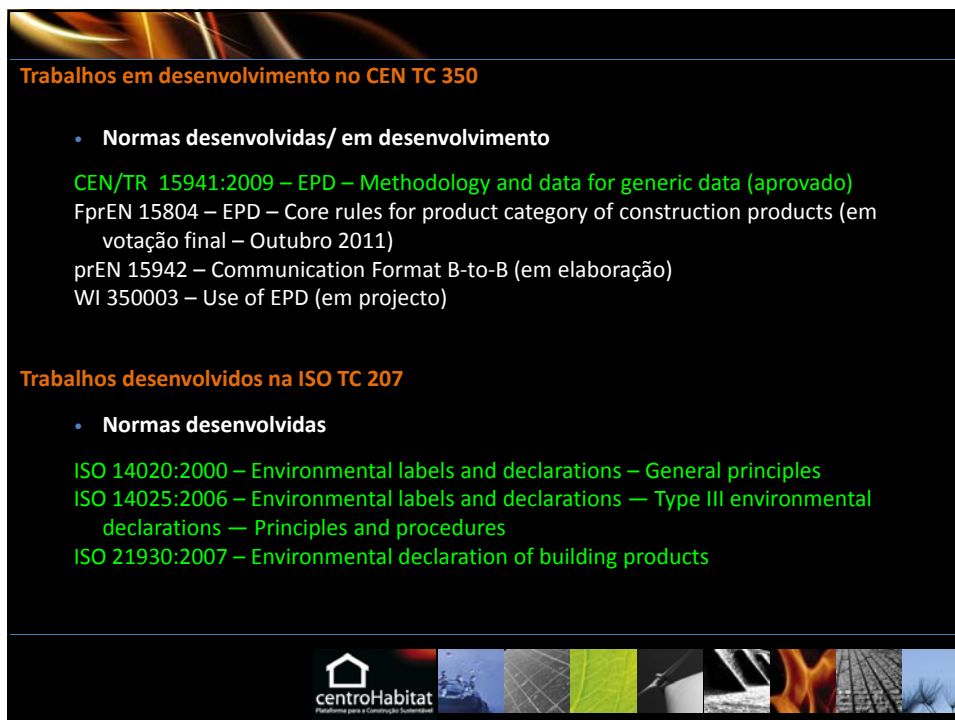 Trabalhos em desenvolvimento no CEN TC 350
• Normas desenvolvidas/ em desenvolvimento
CEN/TR 15941:2009 – EPD – Methodology and data for generic data (aprovado)
FprEN 15804 – EPD – Core rules for product category of construction products (em
votação final – Outubro 2011)
prEN 15942 – Communication Format B-to-B (em elaboração)
WI 350003 – Use of EPD (em projecto)
Trabalhos desenvolvidos na ISO TC 207
• Normas desenvolvidas
ISO 14020:2000 – Environmental labels and declarations – General principles
ISO 14025:2006 – Environmental labels and declarations — Type III environmental
declarations — Principles and procedures
ISO 21930:2007 – Environmental declaration of building products
centroHabitat
Plataforma para a Construção Sustentável